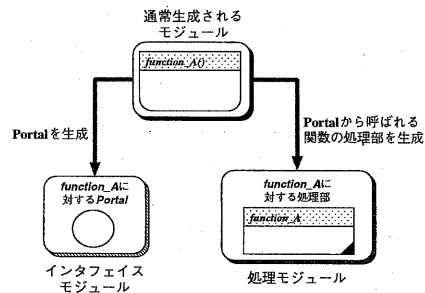 通常生成される
モジュール
function_A()
Portalを生成
Portalから呼ばれる
関数の処理部を生成
function_Aに
対するPortal
function_Aに
対する処理部
function_A
インタフェイス
モジュール
処理モジュール